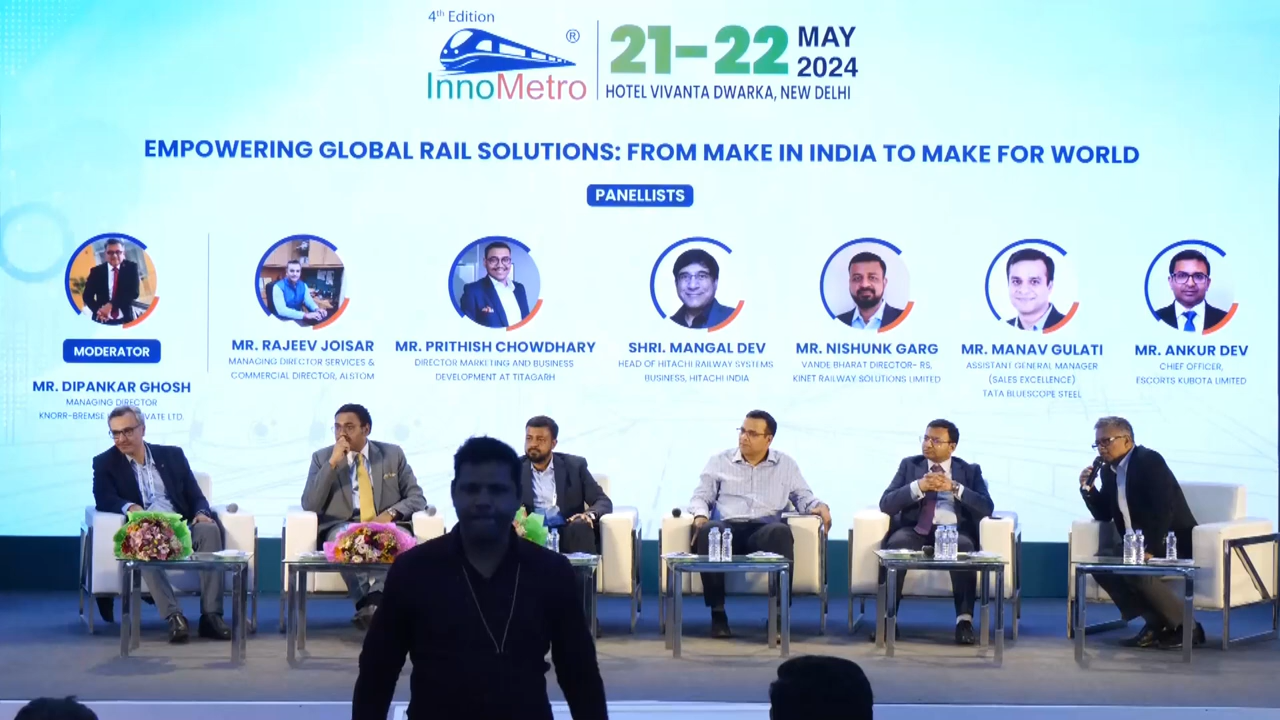 4th Edition
InnoMetro ®
21-22 MAY 2024
HOTEL VIVANTA DWARKA, NEW DELHI
EMPOWERING GLOBAL RAIL SOLUTIONS: FROM MAKE IN INDIA TO MAKE FOR WORLD
PANELLISTS
MODERATOR
MR. DIPANKAR GHOSH
MANAGING DIRECTOR
KNORR-BREMSE PRIVATE LTD.
MR. RAJEEV JOISAR
MANAGING DIRECTOR SERVICES &
COMMERCIAL DIRECTOR, ALSTOM
MR. PRITHISH CHOWDHARY
DIRECTOR MARKETING AND BUSINESS
DEVELOPMENT AT TITAGARH
SHRI. MANGAL DEV
HEAD OF HITACHI RAILWAY SYSTEMS
BUSINESS, HITACHI INDIA
MR. NISHUNK GARG
VANDE BHARAT DIRECTOR- RS,
KINET RAILWAY SOLUTIONS LIMITED
MR. MANAV GULATI
ASSISTANT GENERAL MANAGER
(SALES EXCELLENCE)
TATA BLUESCOPE STEEL
MR. ANKUR DEV
CHIEF OFFICER,
ESCORTS KUBOTA LIMITED